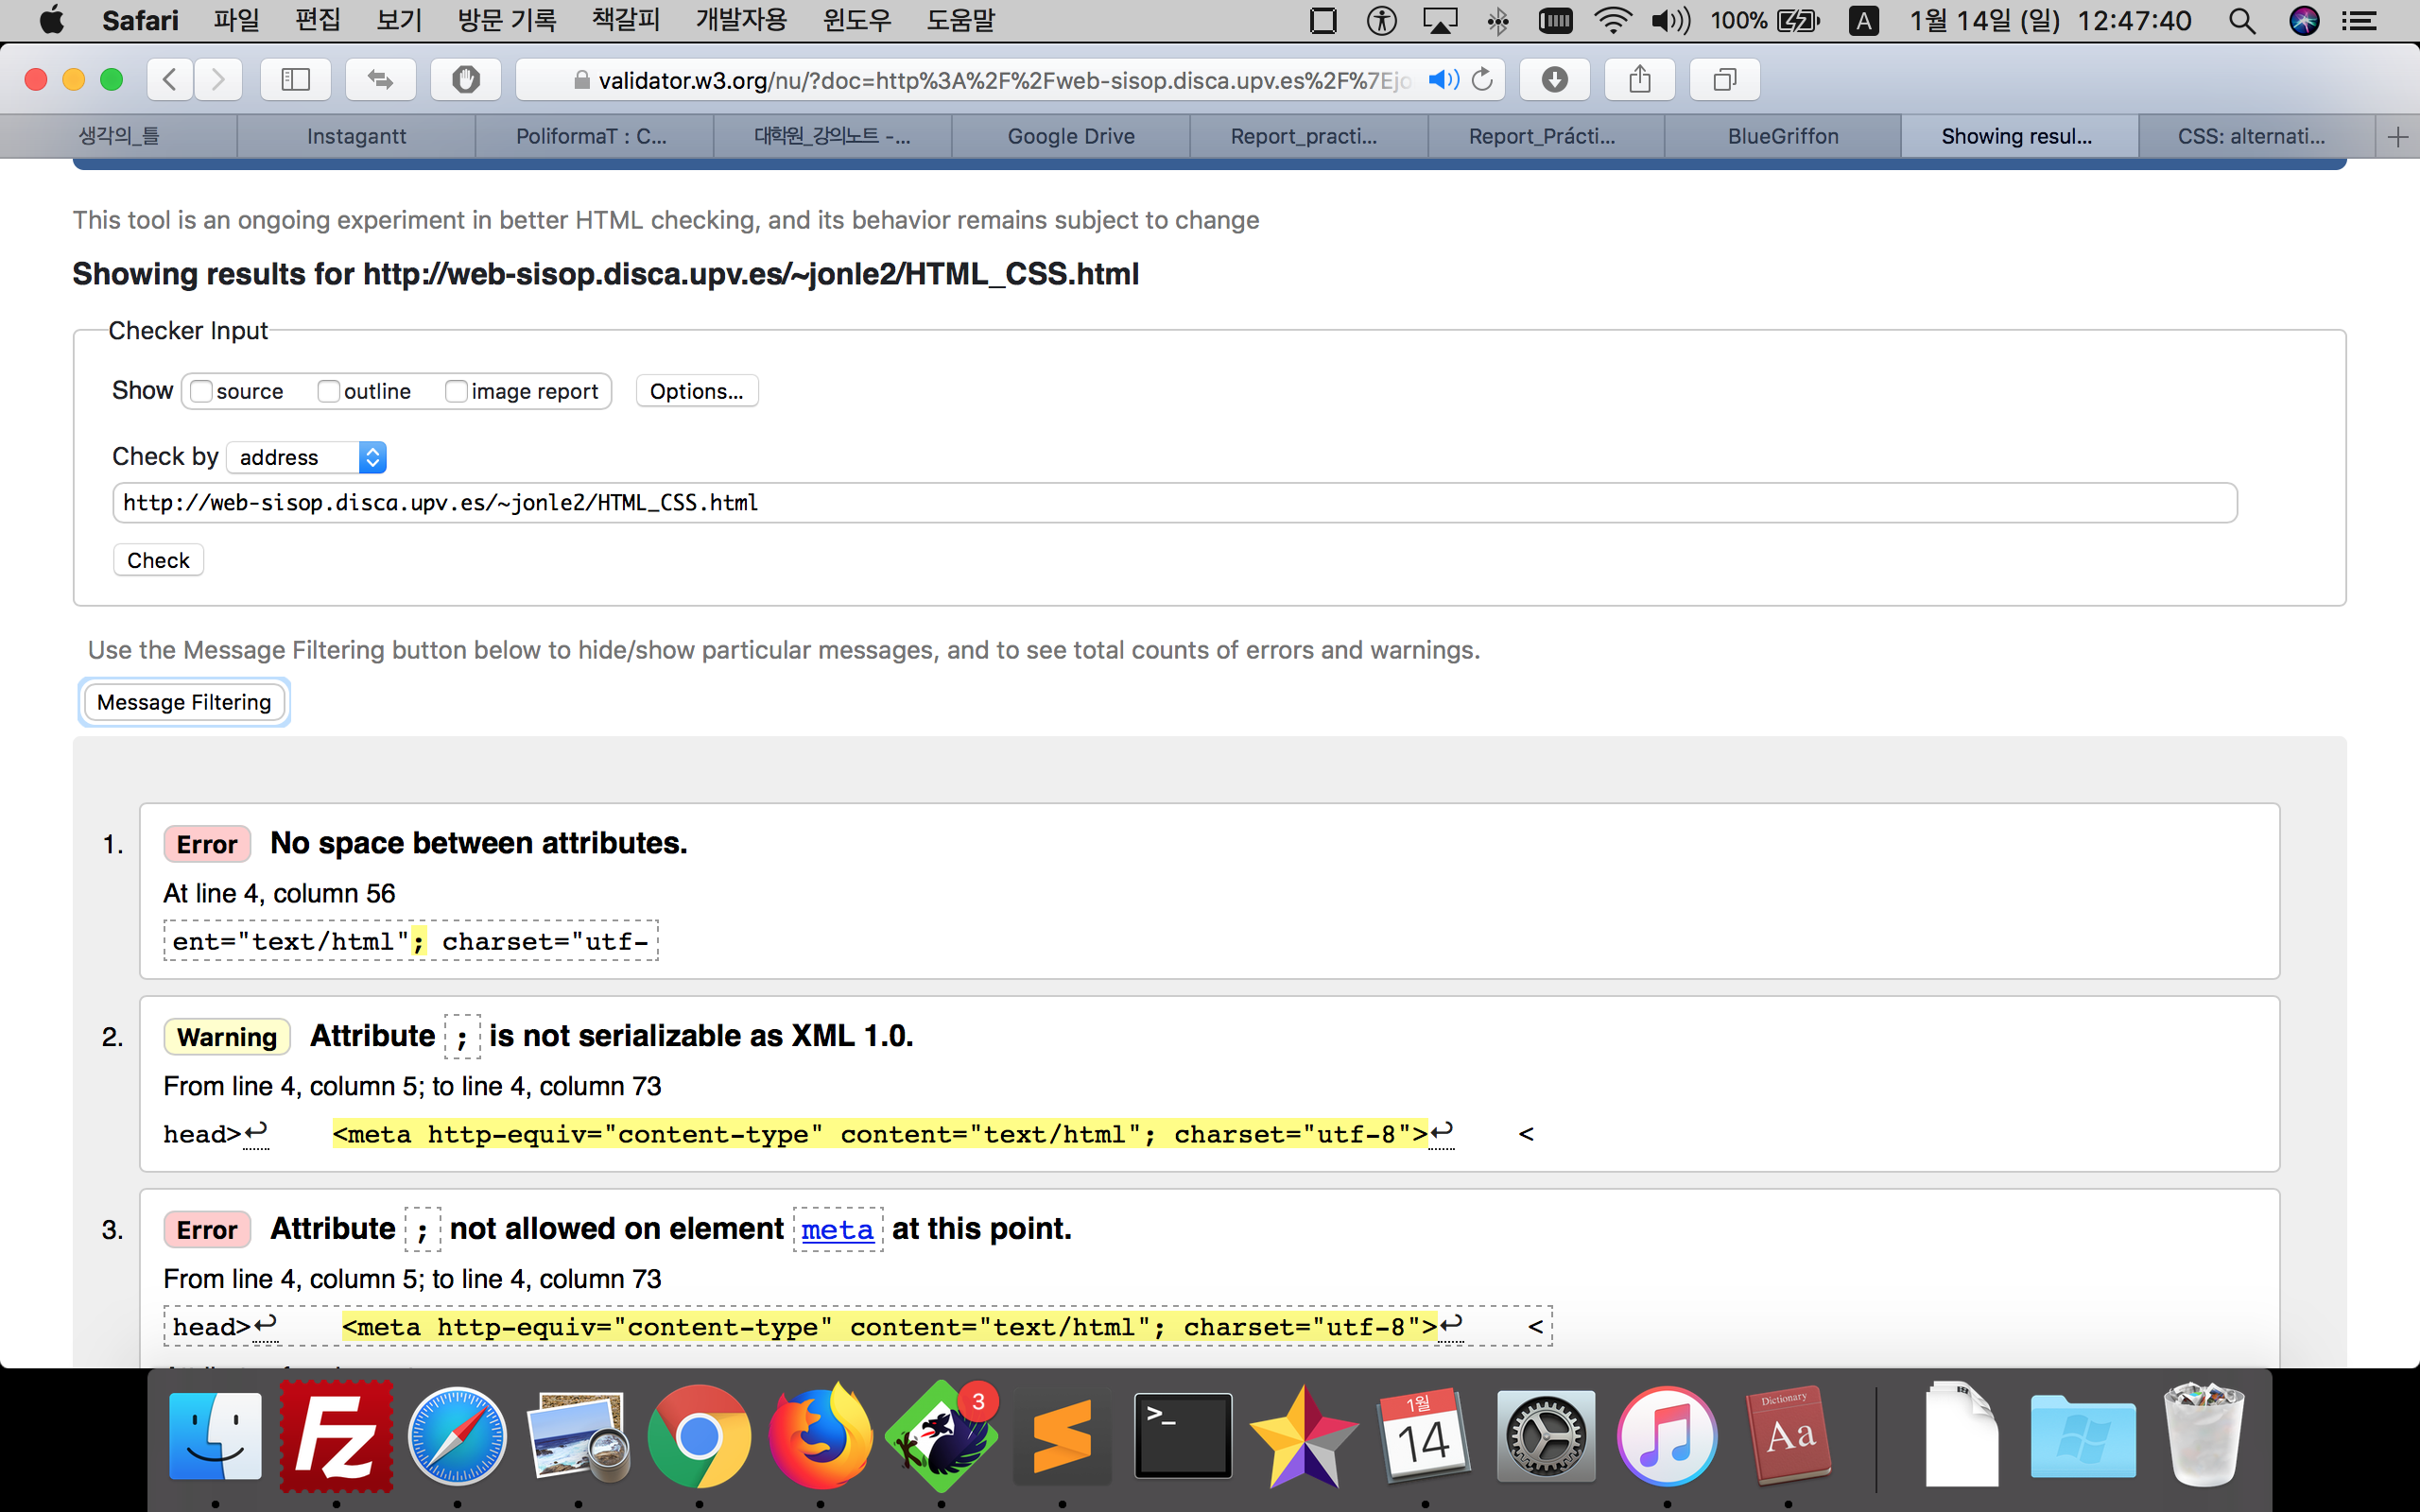 Safari 파일 편집 보기 방문 기록 책갈피 개발자용 윈도우 도움말 100% A 1월 14일 (일) 12:47:40
validator.w3.org/nu/?doc=http%3A%2F%2Fweb-sisop.disca.upv.es%2F%7Ejo
생각의_틀 Instagantt PoliformaT : C... 대학원_강의노트 -... Google Drive Report_practi... Report_Prácti... BlueGriffon Showing resul... CSS: alternati...
This tool is an ongoing experiment in better HTML checking, and its behavior remains subject to change
Showing results for http://web-sisop.disca.upv.es/~jonle2/HTML_CSS.html
Checker Input
Show source outline image report Options...
Check by address
http://web-sisop.disca.upv.es/~jonle2/HTML_CSS.html
Check
Use the Message Filtering button below to hide/show particular messages, and to see total counts of errors and warnings.
Message Filtering
1. Error No space between attributes.
At line 4, column 56
ent="text/html"; charset="utf-
2. Warning Attribute ; is not serializable as XML 1.0.
From line 4, column 5; to line 4, column 73
head>↩ <meta http-equiv="content-type" content="text/html"; charset="utf-8">↩ <
3. Error Attribute ; not allowed on element meta at this point.
From line 4, column 5; to line 4, column 73
head>↩ <meta http-equiv="content-type" content="text/html"; charset="utf-8">↩ <
Fz 3 >_ 1월 14 Dictionary Aa